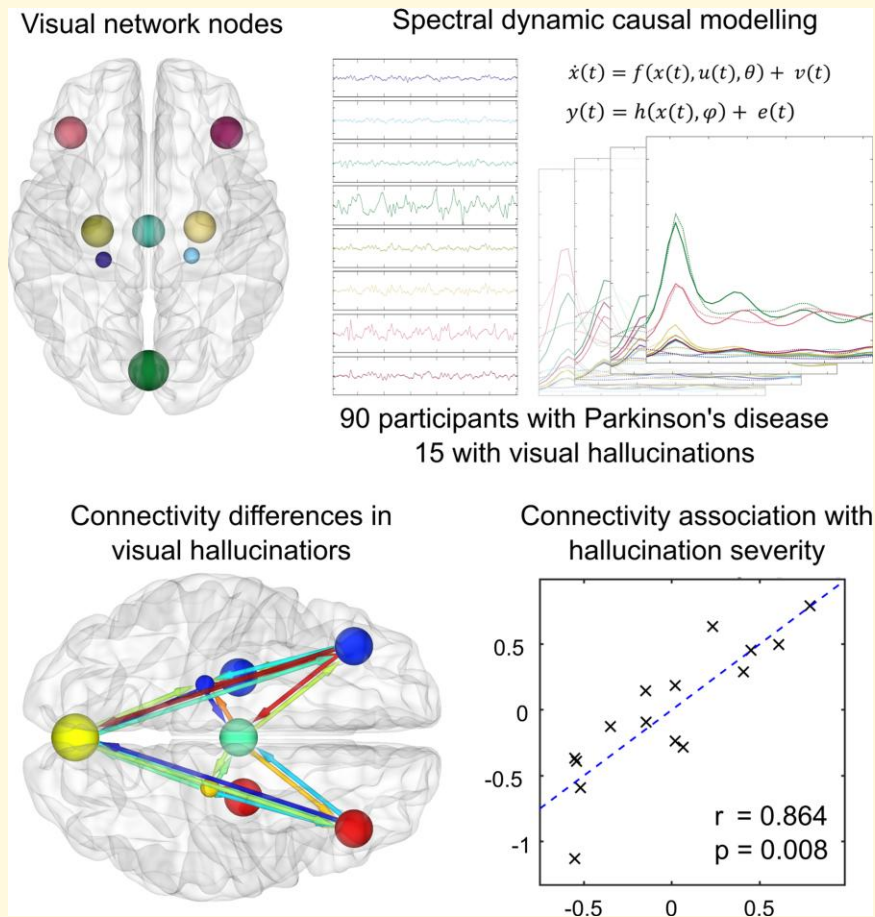 Visual network nodes
Spectral dynamic causal modelling
ẋ(t) = f(x(t), u(t), θ) + v(t)
y(t) = h(x(t), φ) + e(t)
90 participants with Parkinson's disease
15 with visual hallucinations
Connectivity differences in
visual hallucinatiors
Connectivity association with
hallucination severity
0.5
0
-0.5
-1
r = 0.864
p = 0.008
-0.5 0 0.5